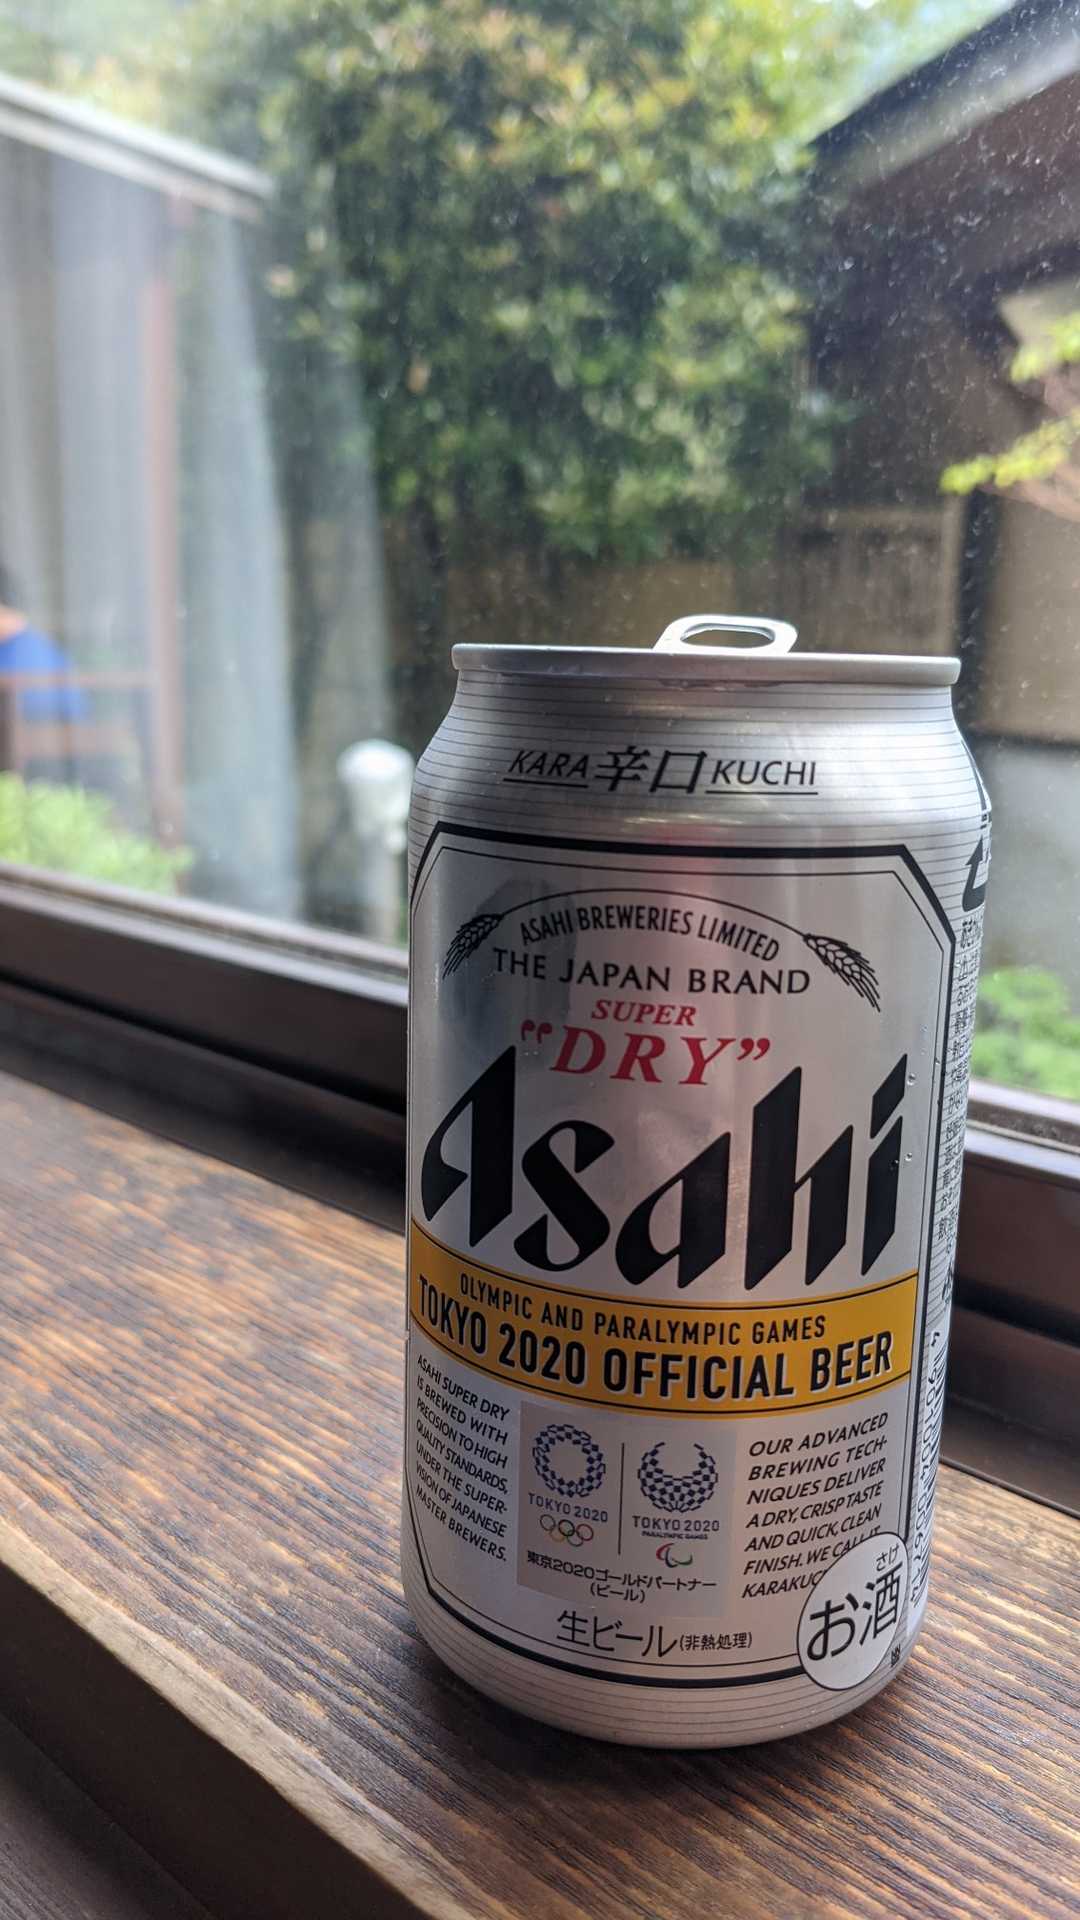 KARA 辛口 KUCHI
ASAHI BREWERIES LIMITED
THE JAPAN BRAND
SUPER
"DRY"
Asahi
OLYMPIC AND PARALYMPIC GAMES
TOKYO 2020 OFFICIAL BEER
ASAHI SUPER DRY
IS BREWED WITH
PRECISION TO HIGH
QUALITY STANDARDS,
UNDER THE SUPER-
VISION OF JAPANESE
MASTER BREWERS.
TOKYO 2020
TOKYO 2020
PARALYMPIC GAMES
東京2020ゴールドパートナー
(ビール)
OUR ADVANCED
BREWING TECH-
NIQUES DELIVER
A DRY, CRISP TASTE
AND QUICK, CLEAN
FINISH. WE CALL IT
生ビール(非熱処理)
さけ
お酒